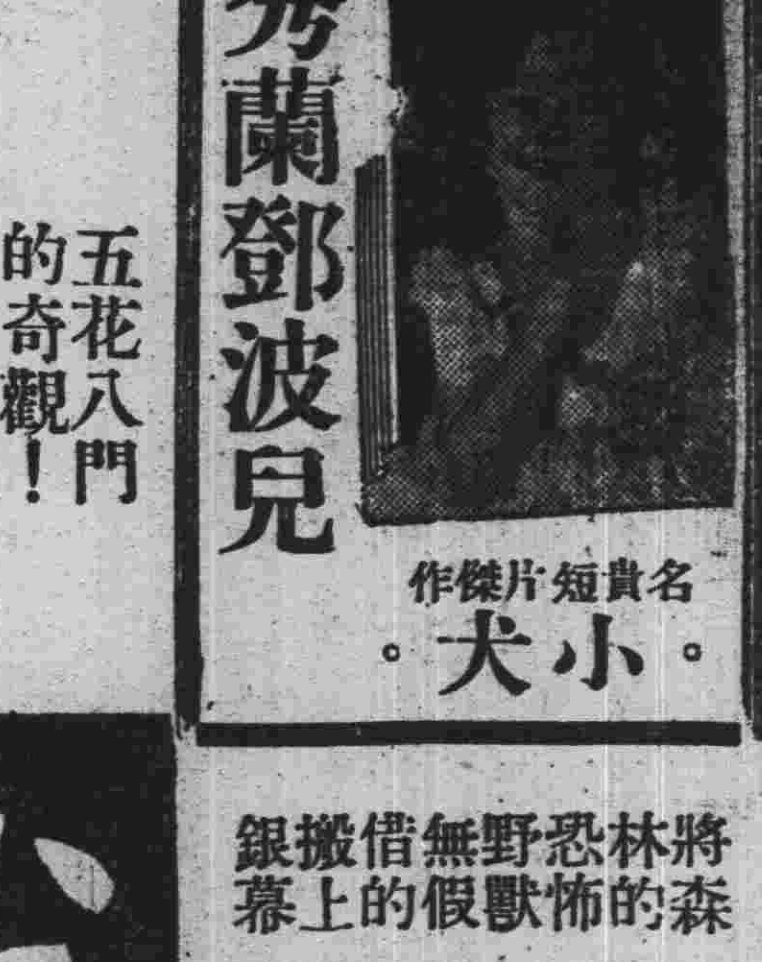 名貴短片傑作
。小犬。
秀蘭鄧波兒
五花八門
的奇觀！
將森
林的
恐怖
野獸
無假
借的
搬上
銀幕